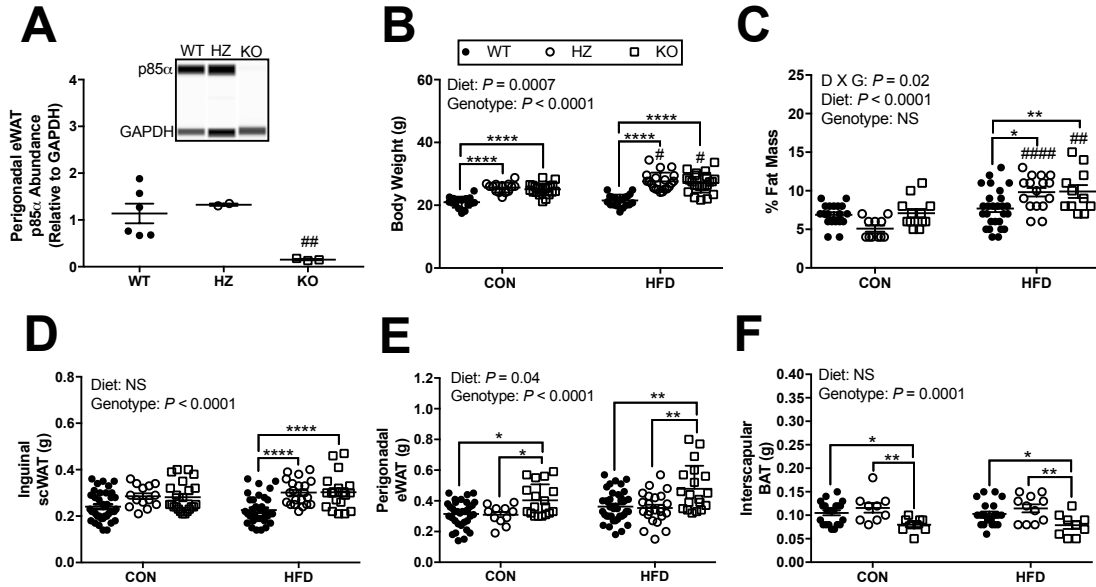 A
WT HZ KO
p85α
GAPDH
Perigonadal eWAT
p85α Abundance
(Relative to GAPDH)
4
3
2
1
0
##
WT HZ KO
B
WT HZ KO
Diet: P = 0.0007
Genotype: P < 0.0001
Body Weight (g)
60
40
20
0
****
****
****
****
#
#
CON HFD
C
D X G: P = 0.02
Diet: P < 0.0001
Genotype: NS
% Fat Mass
25
20
15
10
5
0
**
*
####
##
CON HFD
D
Diet: NS
Genotype: P < 0.0001
Inguinal
scWAT (g)
0.8
0.6
0.4
0.2
0.0
****
****
CON HFD
E
Diet: P = 0.04
Genotype: P < 0.0001
Perigonadal
eWAT (g)
1.2
1.0
0.8
0.6
0.4
0.2
0.0
*
*
**
**
CON HFD
F
Diet: NS
Genotype: P = 0.0001
Interscapular
BAT (g)
0.40
0.35
0.30
0.25
0.20
0.15
0.10
0.05
0.00
*
**
*
**
CON HFD